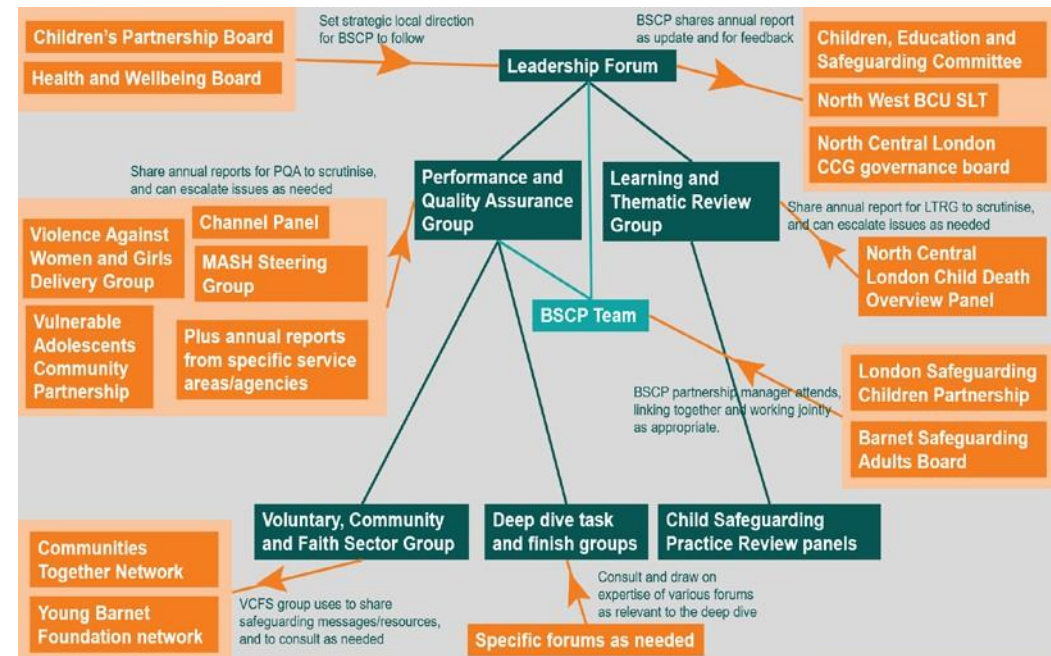 Children's Partnership Board
Health and Wellbeing Board
Set strategic local direction
for BSCP to follow
Leadership Forum
BSCP shares annual report
as update and for feedback
Children, Education and
Safeguarding Committee
North West BCU SLT
North Central London
CCG governance board
Share annual reports for PQA to scrutinise,
and can escalate issues as needed
Performance and
Quality Assurance
Group
Learning and
Thematic Review
Group
Share annual report for LTRG to scrutinise,
and can escalate issues as needed
Violence Against
Women and Girls
Delivery Group
Channel Panel
MASH Steering
Group
Vulnerable
Adolescents
Community
Partnership
Plus annual reports
from specific service
areas/agencies
BSCP Team
North Central
London Child Death
Overview Panel
BSCP partnership manager attends,
linking together and working jointly
as appropriate.
London Safeguarding
Children Partnership
Barnet Safeguarding
Adults Board
Voluntary, Community
and Faith Sector Group
Deep dive task
and finish groups
Child Safeguarding
Practice Review panels
Communities
Together Network
Young Barnet
Foundation network
VCFS group uses to share
safeguarding messages/resources,
and to consult as needed
Consult and draw on
expertise of various forums
as relevant to the deep dive
Specific forums as needed